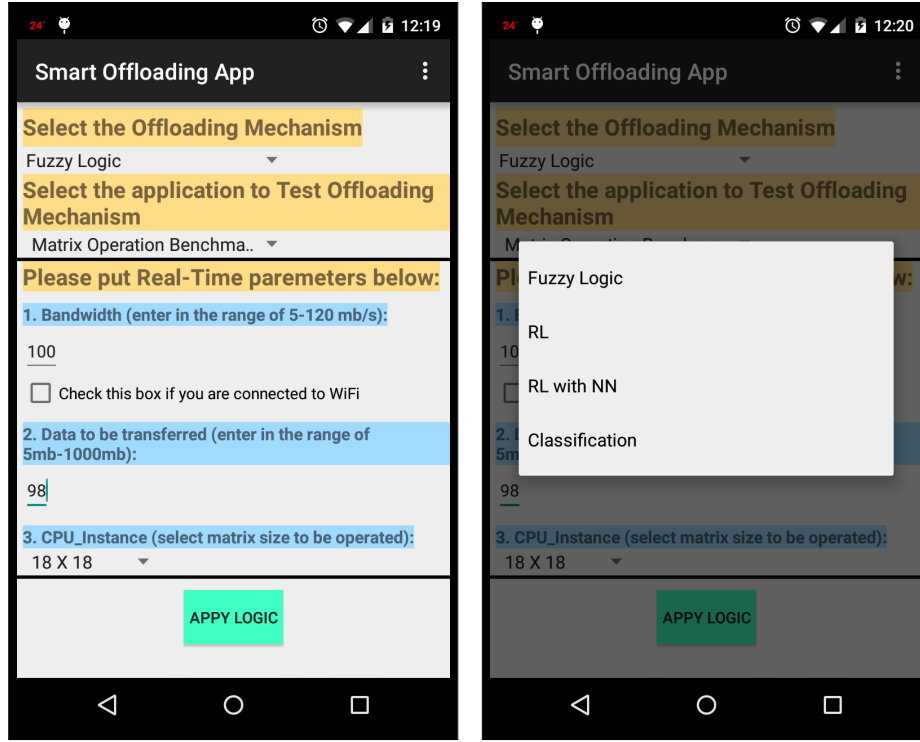 24°
12:19
Smart Offloading App
Select the Offloading Mechanism
Fuzzy Logic
Select the application to Test Offloading
Mechanism
Matrix Operation Benchma..
Please put Real-Time paremeters below:
1. Bandwidth (enter in the range of 5-120 mb/s):
100
Check this box if you are connected to WiFi
2. Data to be transferred (enter in the range of
5mb-1000mb):
98
3. CPU_Instance (select matrix size to be operated):
18 X 18
APPY LOGIC
24°
12:20
Smart Offloading App
Select the Offloading Mechanism
Fuzzy Logic
Select the application to Test Offloading
Mechanism
Fuzzy Logic
RL
RL with NN
Classification
98
3. CPU_Instance (select matrix size to be operated):
18 X 18
APPY LOGIC